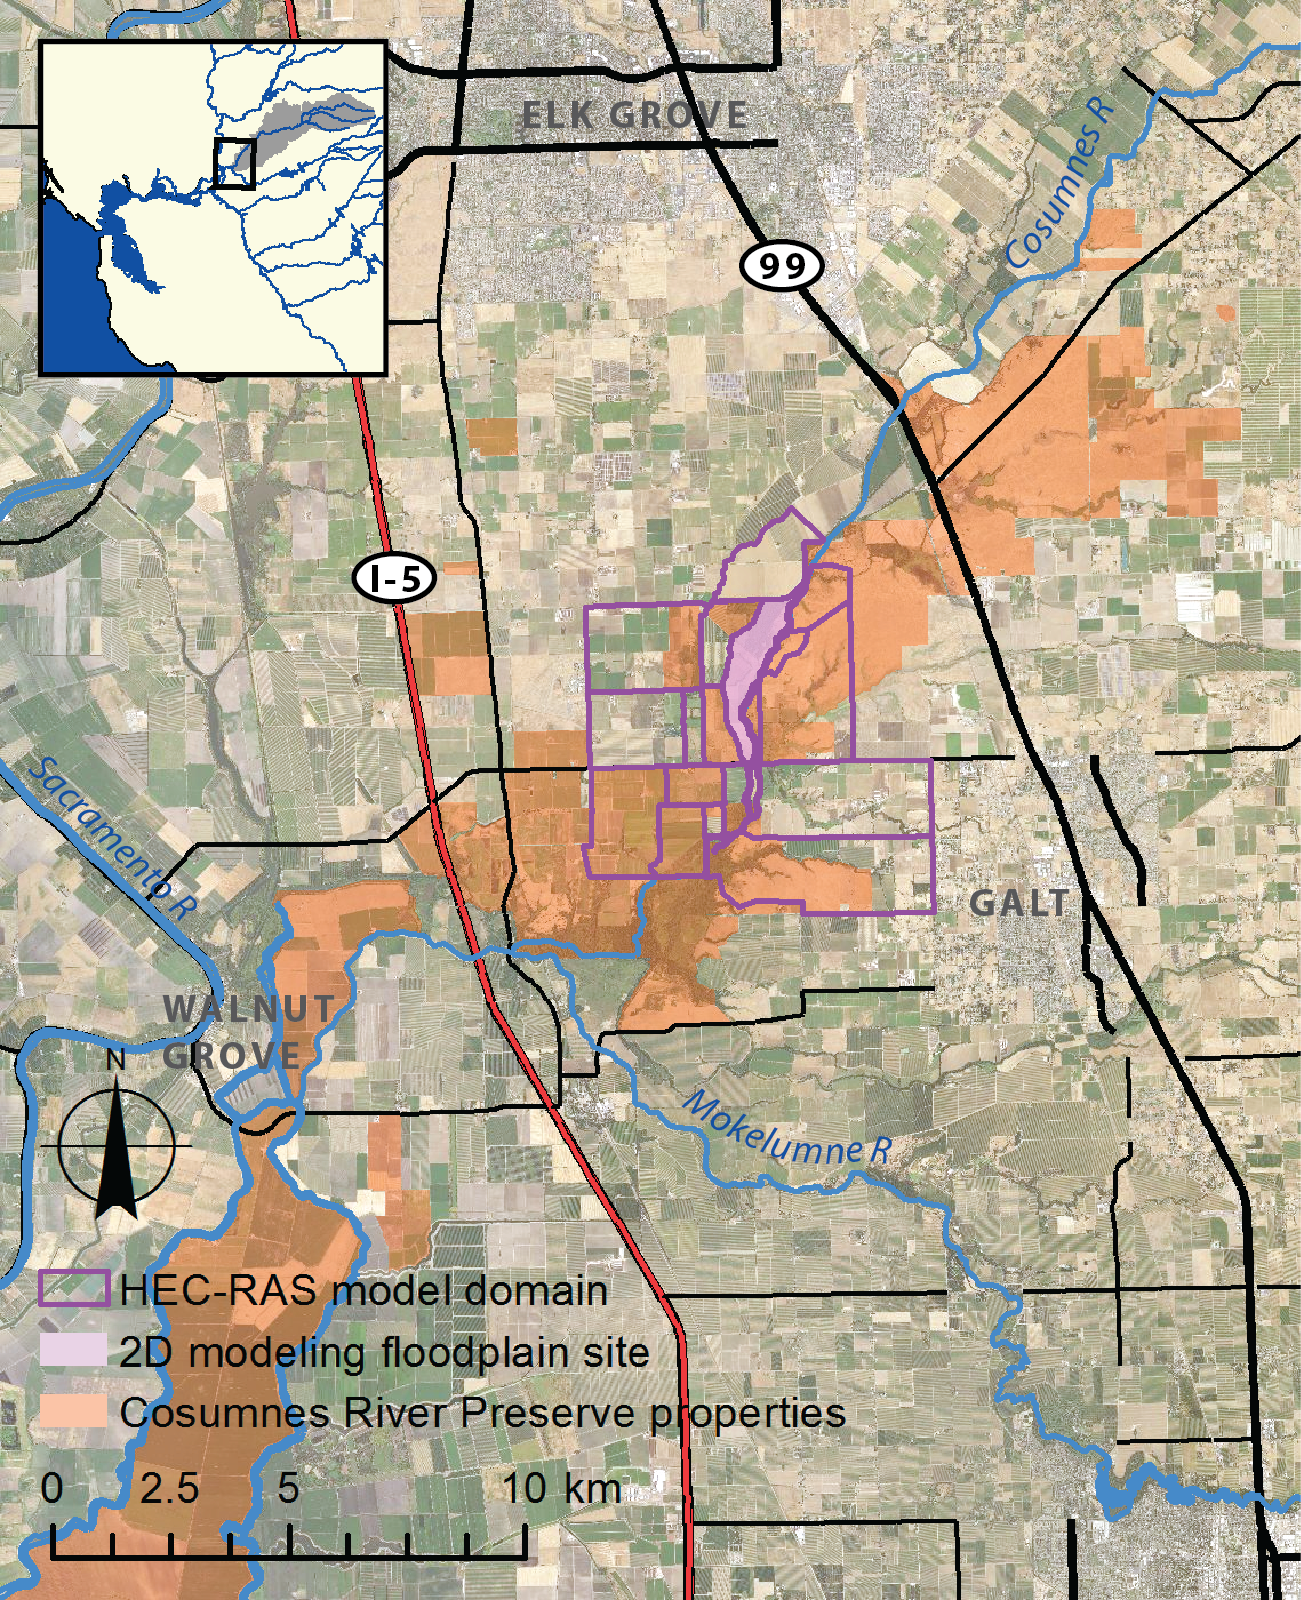 ELK GROVE
Cosumnes R
99
I-5
Sacramento R
GALT
WALNUT
GROVE
N
Mokelumne R
HEC-RAS model domain
2D modeling floodplain site
Cosumnes River Preserve properties
0 2.5 5 10 km